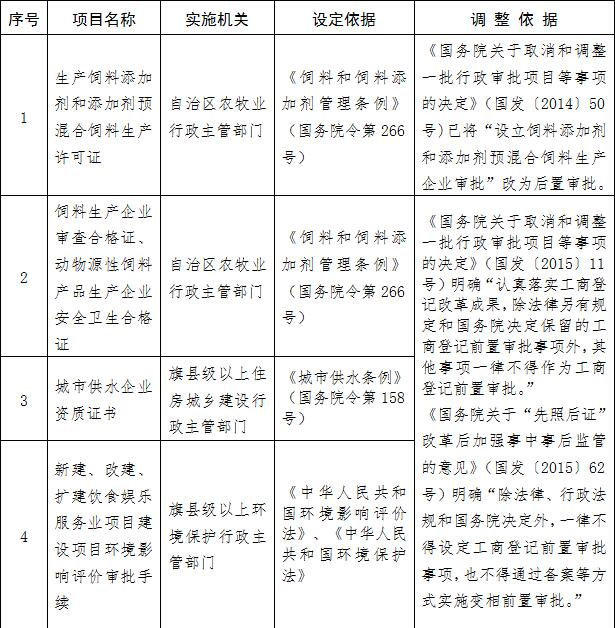 序号 项目名称 实施机关 设定依据 调 整 依 据
1
生产饲料添加
剂和添加剂预
混合饲料生产
许可证
自治区农牧业
行政主管部门
《饲料和饲料添
加剂管理条例》
（国务院令第 266
号）
《国务院关于取消和调整
一批行政审批项目等事项
的决定》（国发〔2014〕50
号)已将“设立饲料添加剂
和添加剂预混合饲料生产
企业审批”改为后置审批。
2
饲料生产企业
审查合格证、
动物源性饲料
产品生产企业
安全卫生合格
证
自治区农牧业
行政主管部门
《饲料和饲料添
加剂管理条例》
（国务院令第 266
号）
《国务院关于取消和调整
一批行政审批项目等事项
的决定》（国发〔2015〕11
号）明确“认真落实工商登
记改革成果,除法律另有规
定和国务院决定保留的工
商登记前置审批事项外,其
他事项一律不得作为工商
登记前置审批。”
《国务院关于“先照后证”
改革后加强事中事后监管
的意见》（国发〔2015〕62
号）明确“除法律、行政法
规和国务院决定外,一律不
得设定工商登记前置审批
事项,也不得通过备案等方
式实施变相前置审批。”
3
城市供水企业
资质证书
旗县级以上住
房城乡建设行
政主管部门
《城市供水条例》
（国务院令第 158
号）
4
新建、改建、
扩建饮食娱乐
服务业项目建
设项目环境影
响评价审批手
续
旗县级以上环
境保护行政主
管部门
《中华人民共和
国环境影响评价
法》、《中华人民
共和国环境保护
法》